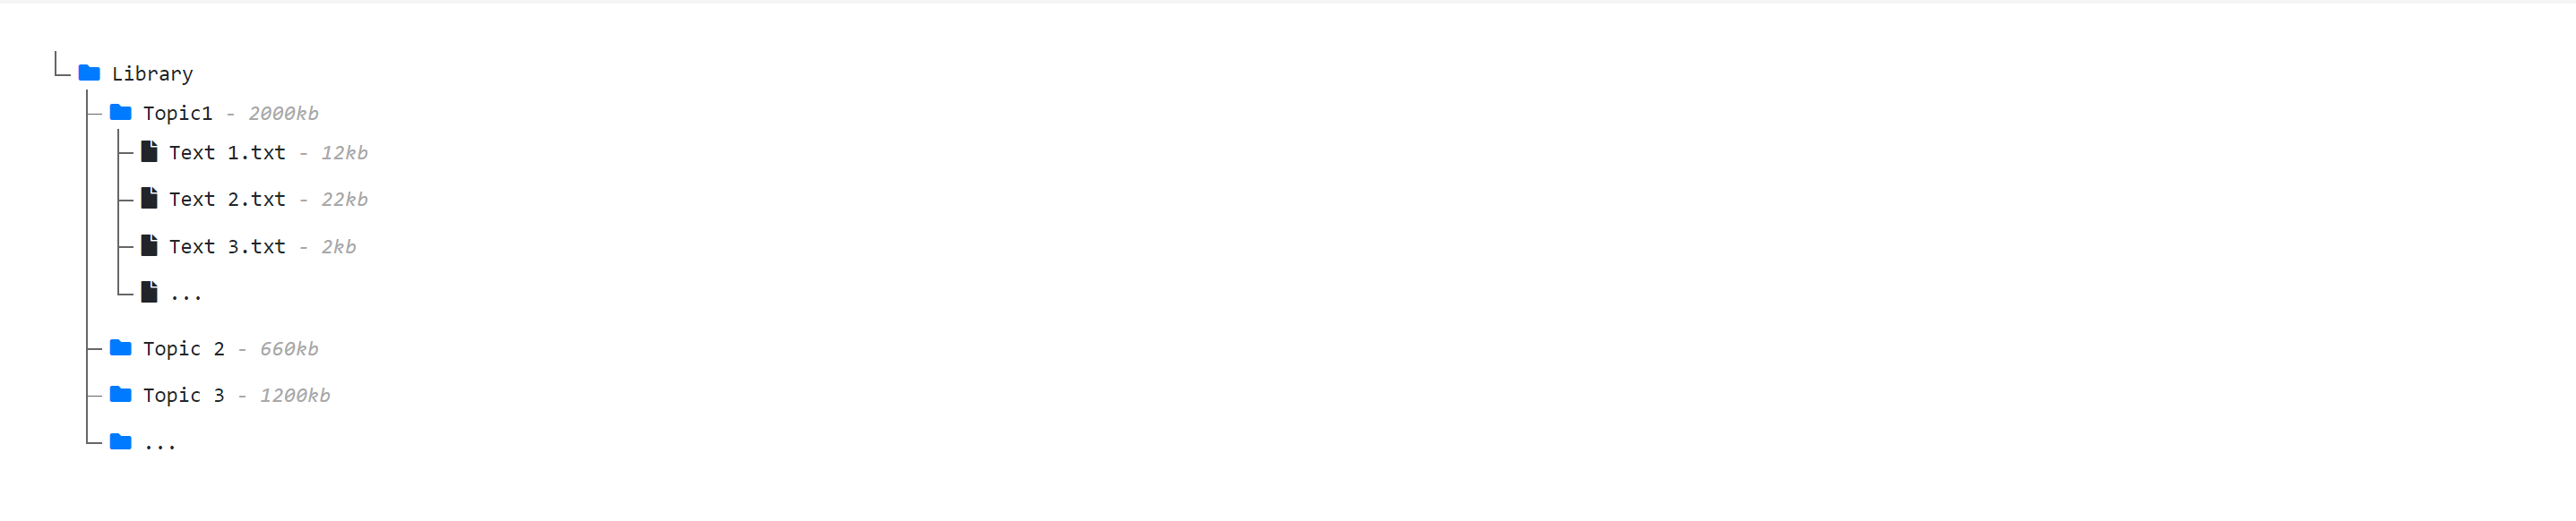 Library
Topic1 - 2000kb
Text 1.txt - 12kb
Text 2.txt - 22kb
Text 3.txt - 2kb
...
Topic 2 - 660kb
Topic 3 - 1200kb
...